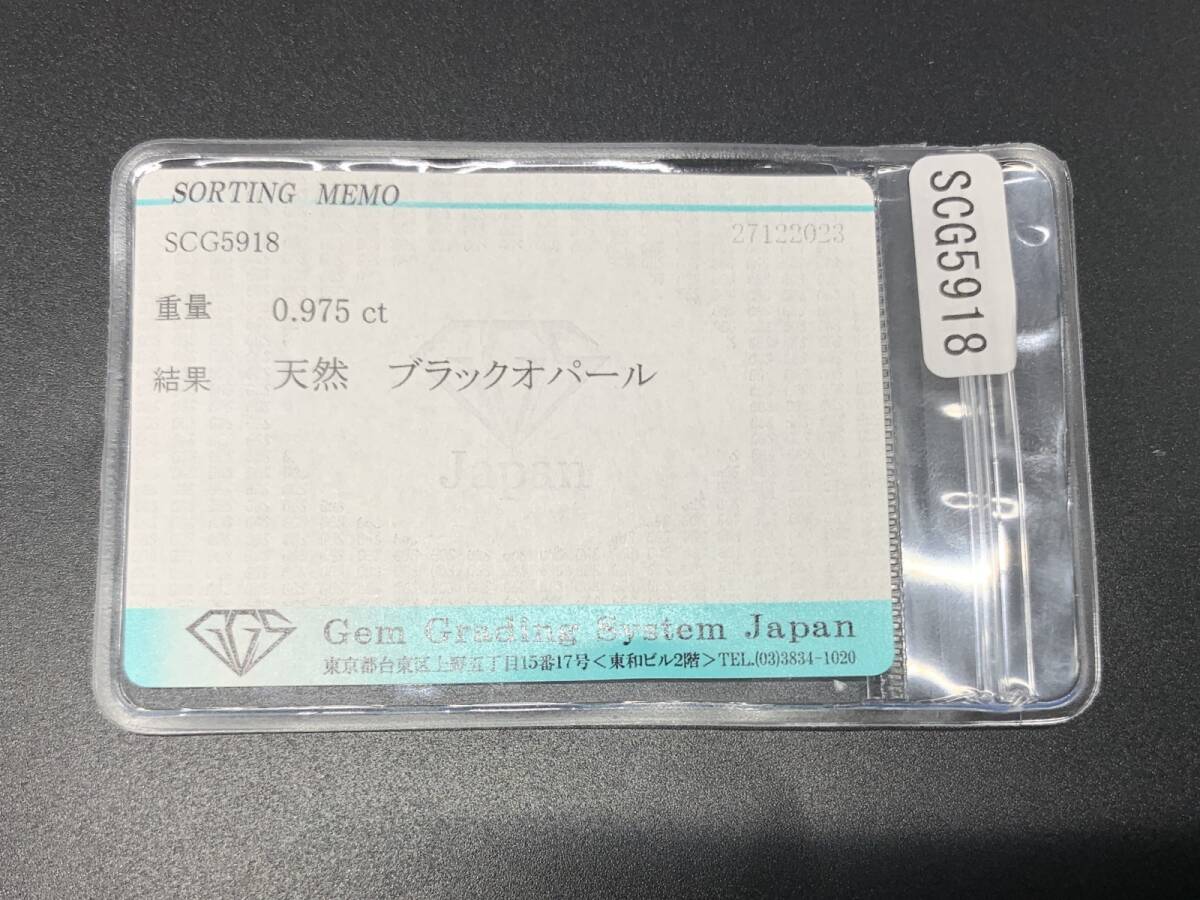 SORTING MEMO
SCG5918
27122023
重量 0.975 ct
結果 天然 ブラックオパール
GGS
Japan
GGS
Gem Grading System Japan
東京都台東区上野五丁目15番17号<東和ビル2階>TEL.(03)3834-1020
SCG5918